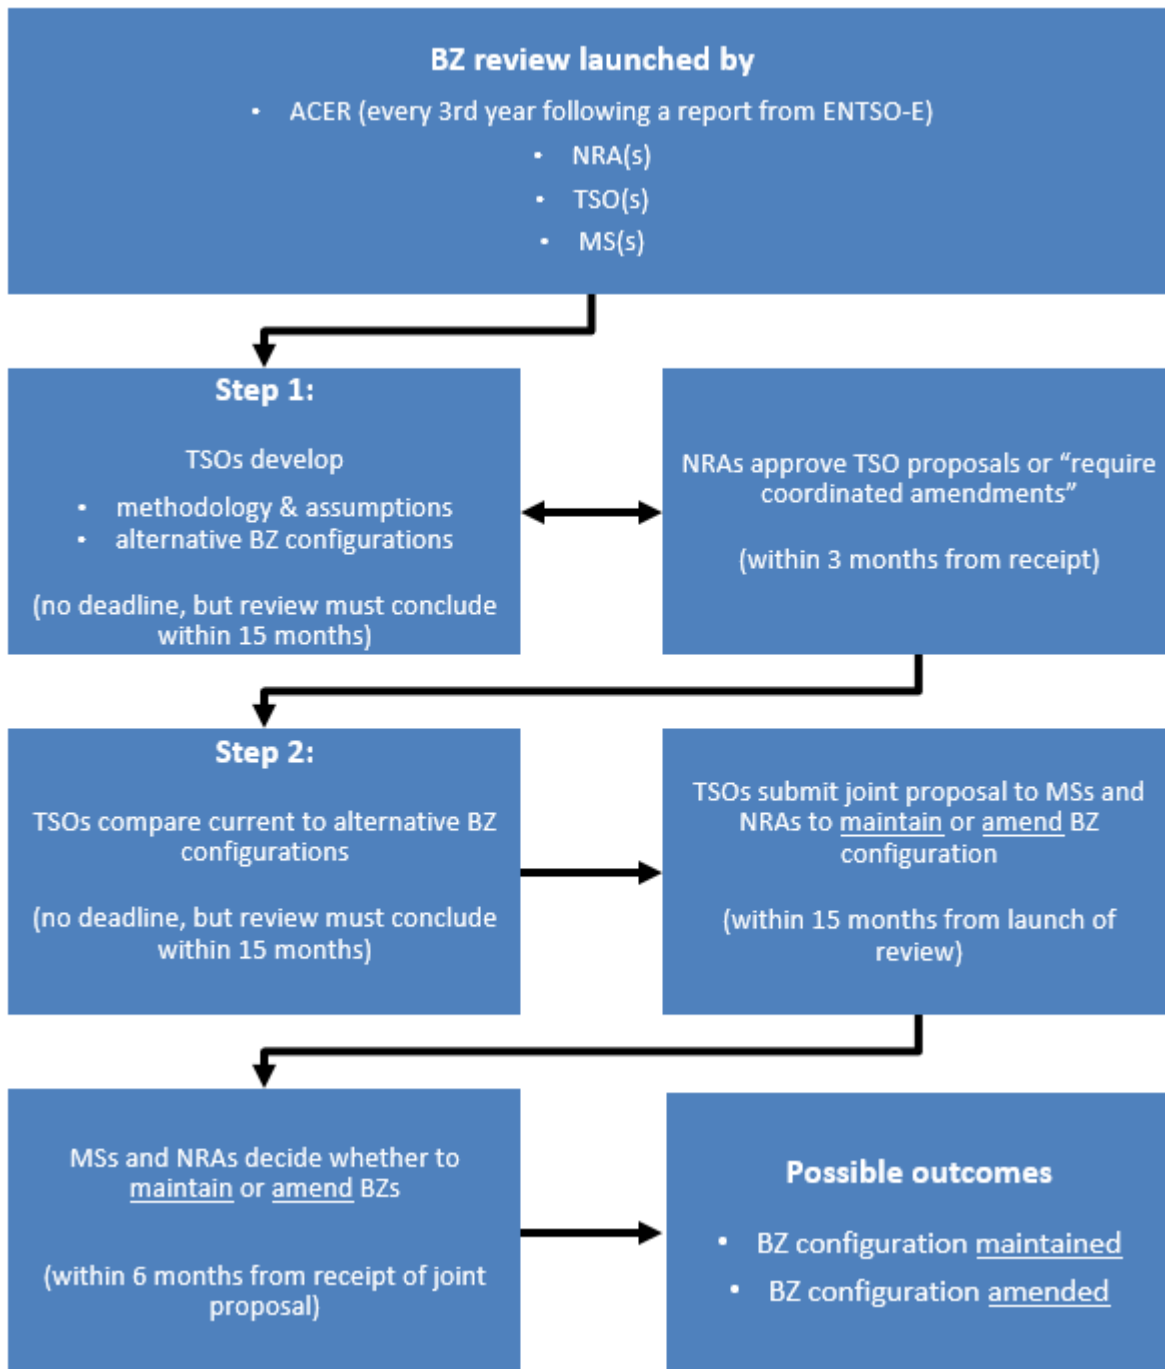 BZ review launched by
• ACER (every 3rd year following a report from ENTSO-E)
• NRA(s)
• TSO(s)
• MS(s)
Step 1:
TSOs develop
• methodology & assumptions
• alternative BZ configurations
(no deadline, but review must conclude
within 15 months)
NRAs approve TSO proposals or “require
coordinated amendments”
(within 3 months from receipt)
Step 2:
TSOs compare current to alternative BZ
configurations
(no deadline, but review must conclude
within 15 months)
TSOs submit joint proposal to MSs and
NRAs to maintain or amend BZ
configuration
(within 15 months from launch of
review)
MSs and NRAs decide whether to
maintain or amend BZs
(within 6 months from receipt of joint
proposal)
Possible outcomes
• BZ configuration maintained
• BZ configuration amended